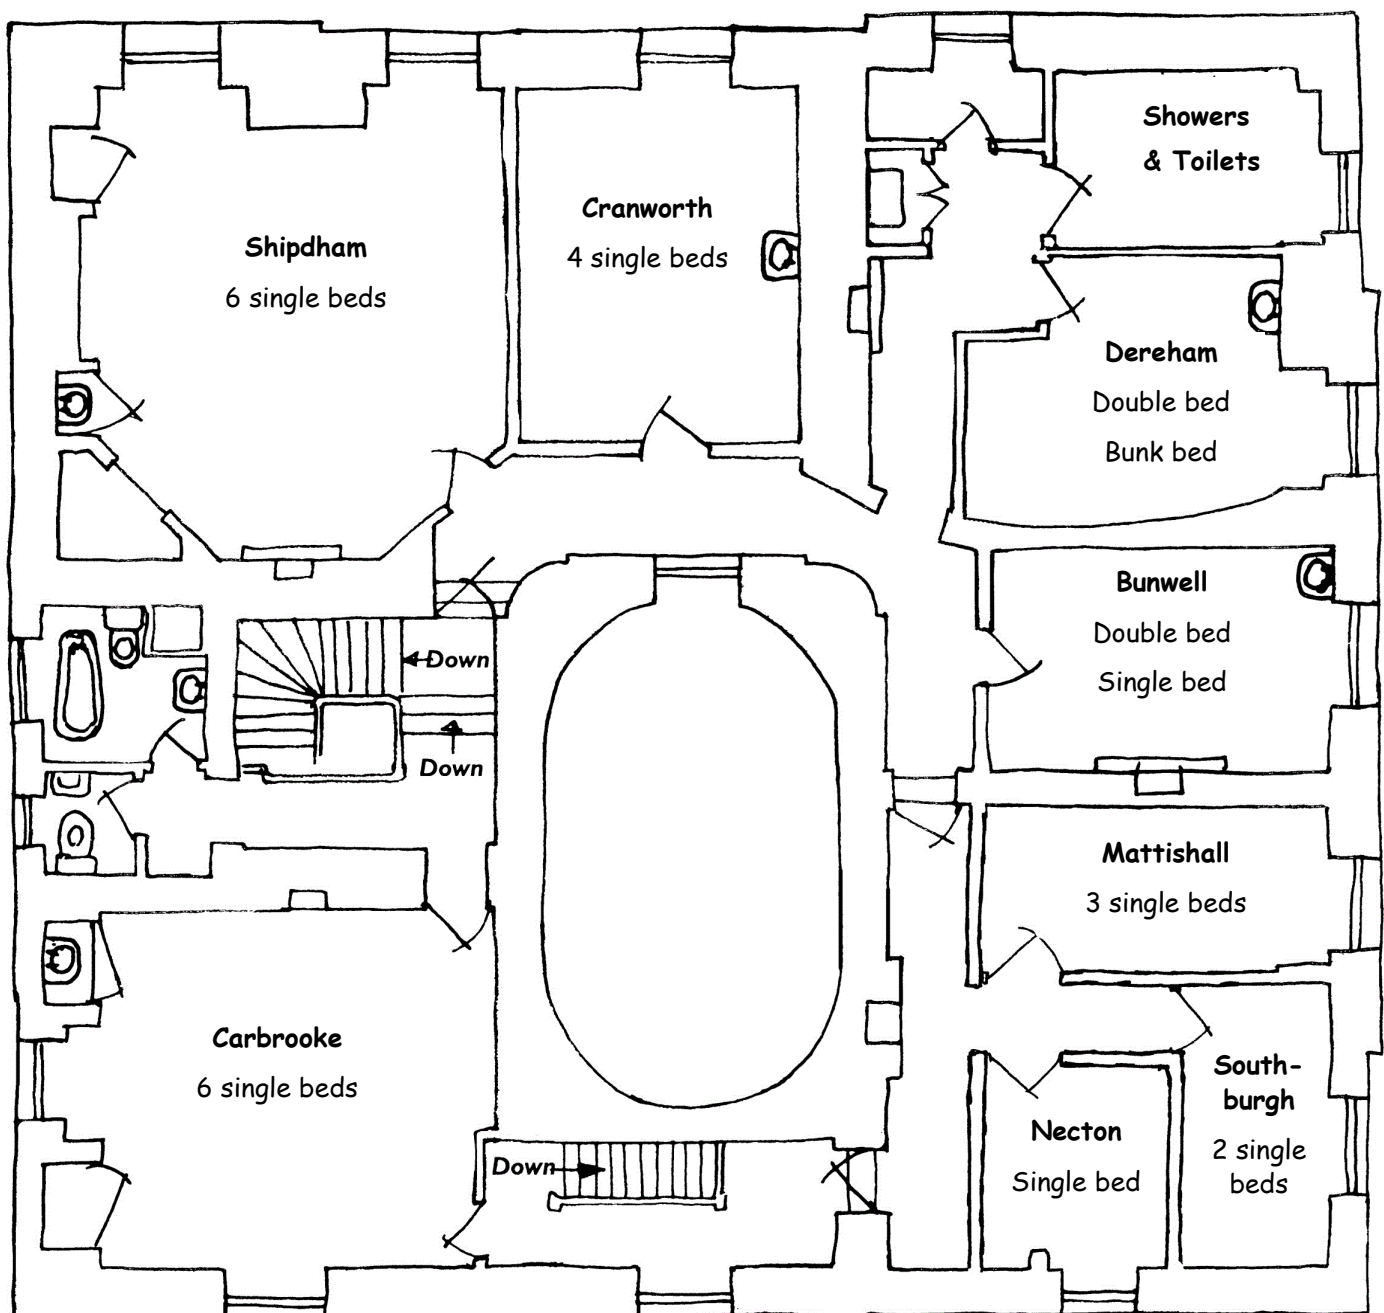 Showers
& Toilets
Cranworth
4 single beds
Shipdham
6 single beds
Dereham
Double bed
Bunk bed
Bunwell
Double bed
Single bed
Down
Down
Mattishall
3 single beds
Carbrooke
6 single beds
South-
burgh
2 single
beds
Necton
Single bed
Down